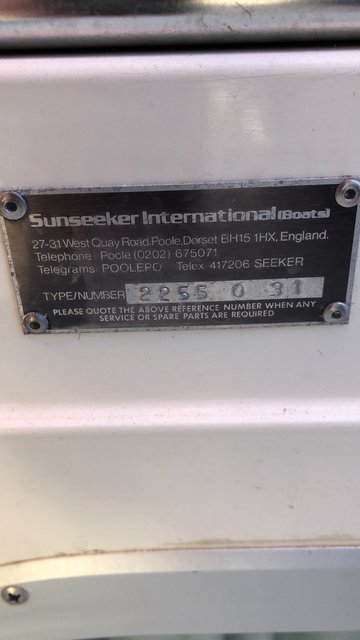 Sunseeker International (Boats)
27-31 West Quay Road, Poole, Dorset BH15 1HX, England.
Telephone Poole (0202) 675071
Telegrams POOLEPO Telex 417206 SEEKER
TYPE/NUMBER 2255 0 31
PLEASE QUOTE THE ABOVE REFERENCE NUMBER WHEN ANY
SERVICE OR SPARE PARTS ARE REQUIRED